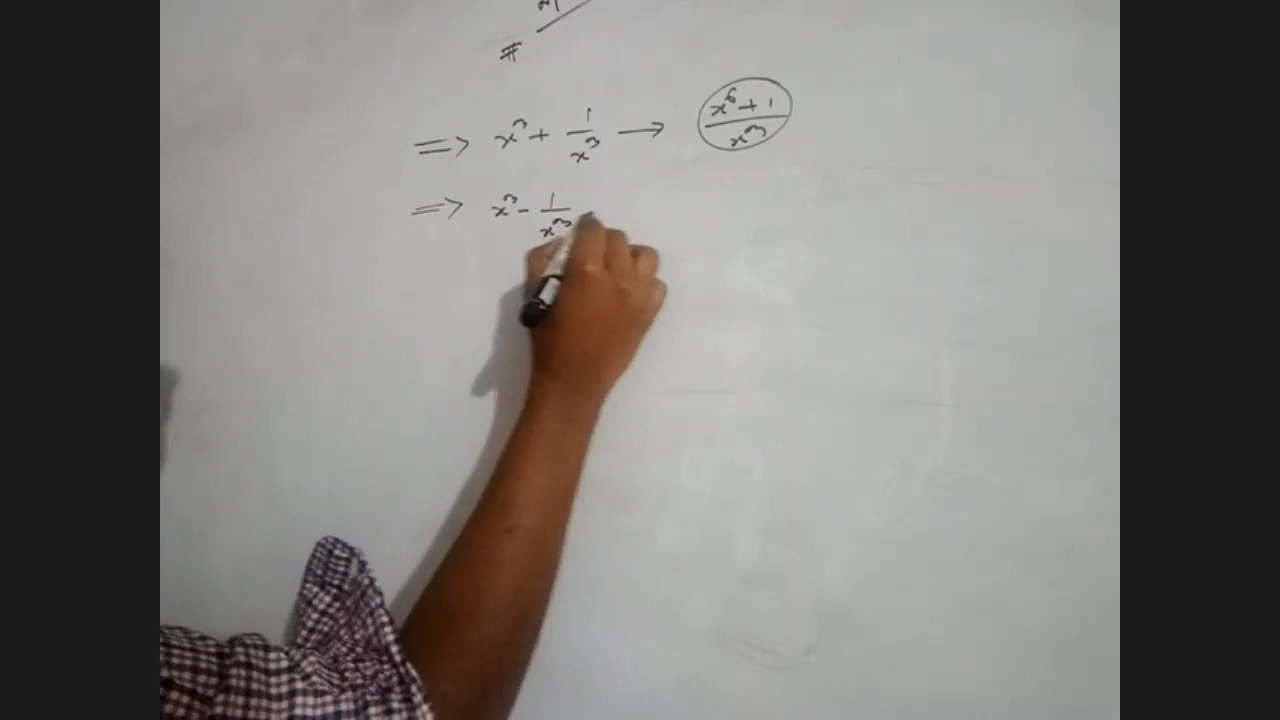 ⇒ x³ + 1/x³ → (x⁶ + 1)/x³
⇒ x³ - 1/x³